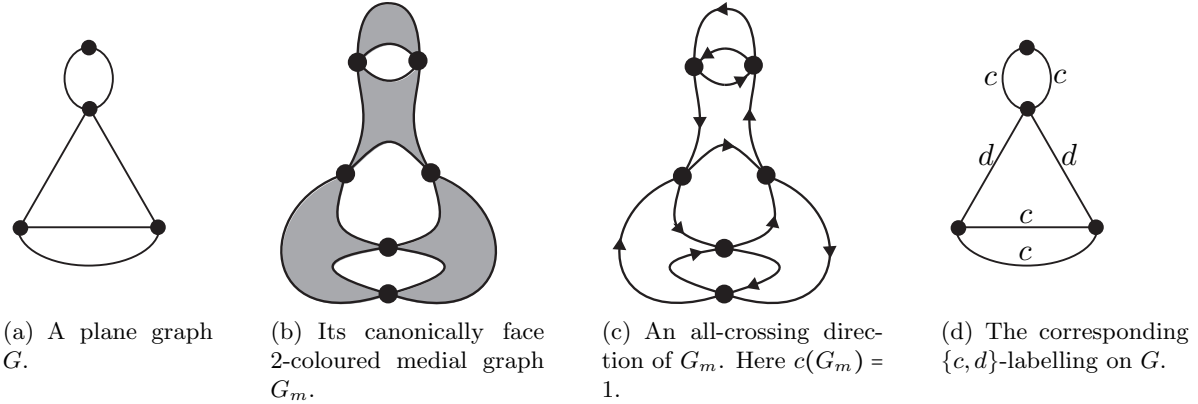 c
c
d
d
c
c
(a) A plane graph
G.
(b) Its canonically face
2-coloured medial graph
Gₘ.
(c) An all-crossing direc-
tion of Gₘ. Here c(Gₘ) =
1.
(d) The corresponding
{c, d}-labelling on G.